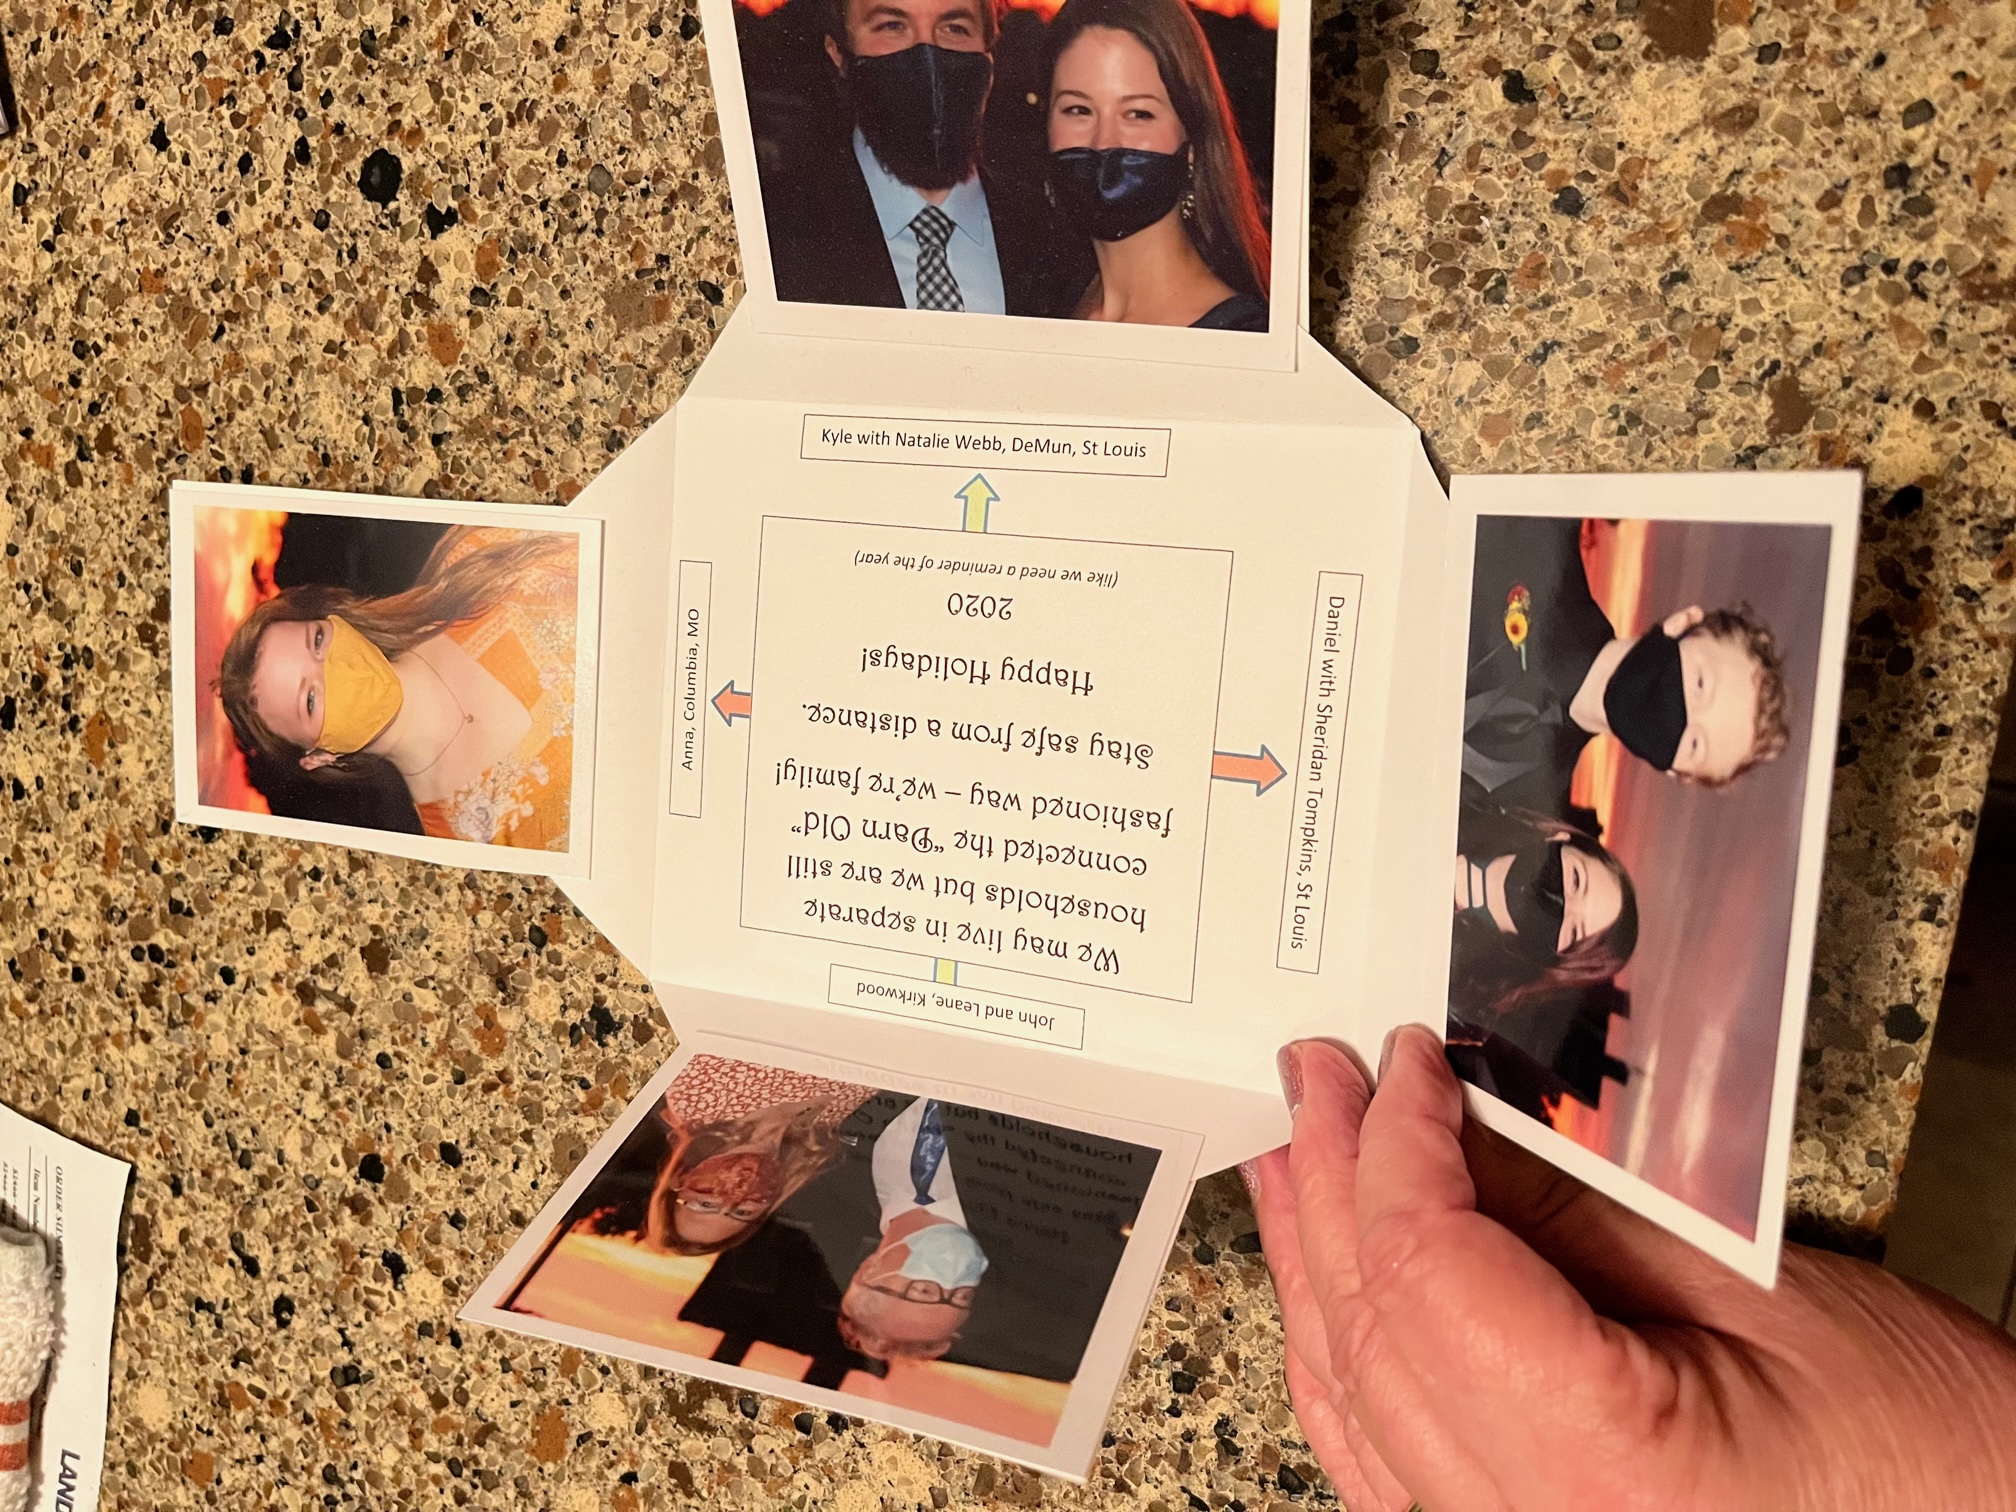 LAND
ORDER SUMMARY
Anna, Columbia, MO
John and Leane, Kirkwood
We may live in separate
households but we are still
connected the “Darn Old”
fashioned way – we’re family!
Stay safe from a distance.
Happy Holidays!
2020
(like we need a reminder of the year)
Kyle with Natalie Webb, DeMun, St Louis
Daniel with Sheridan Tompkins, St Louis